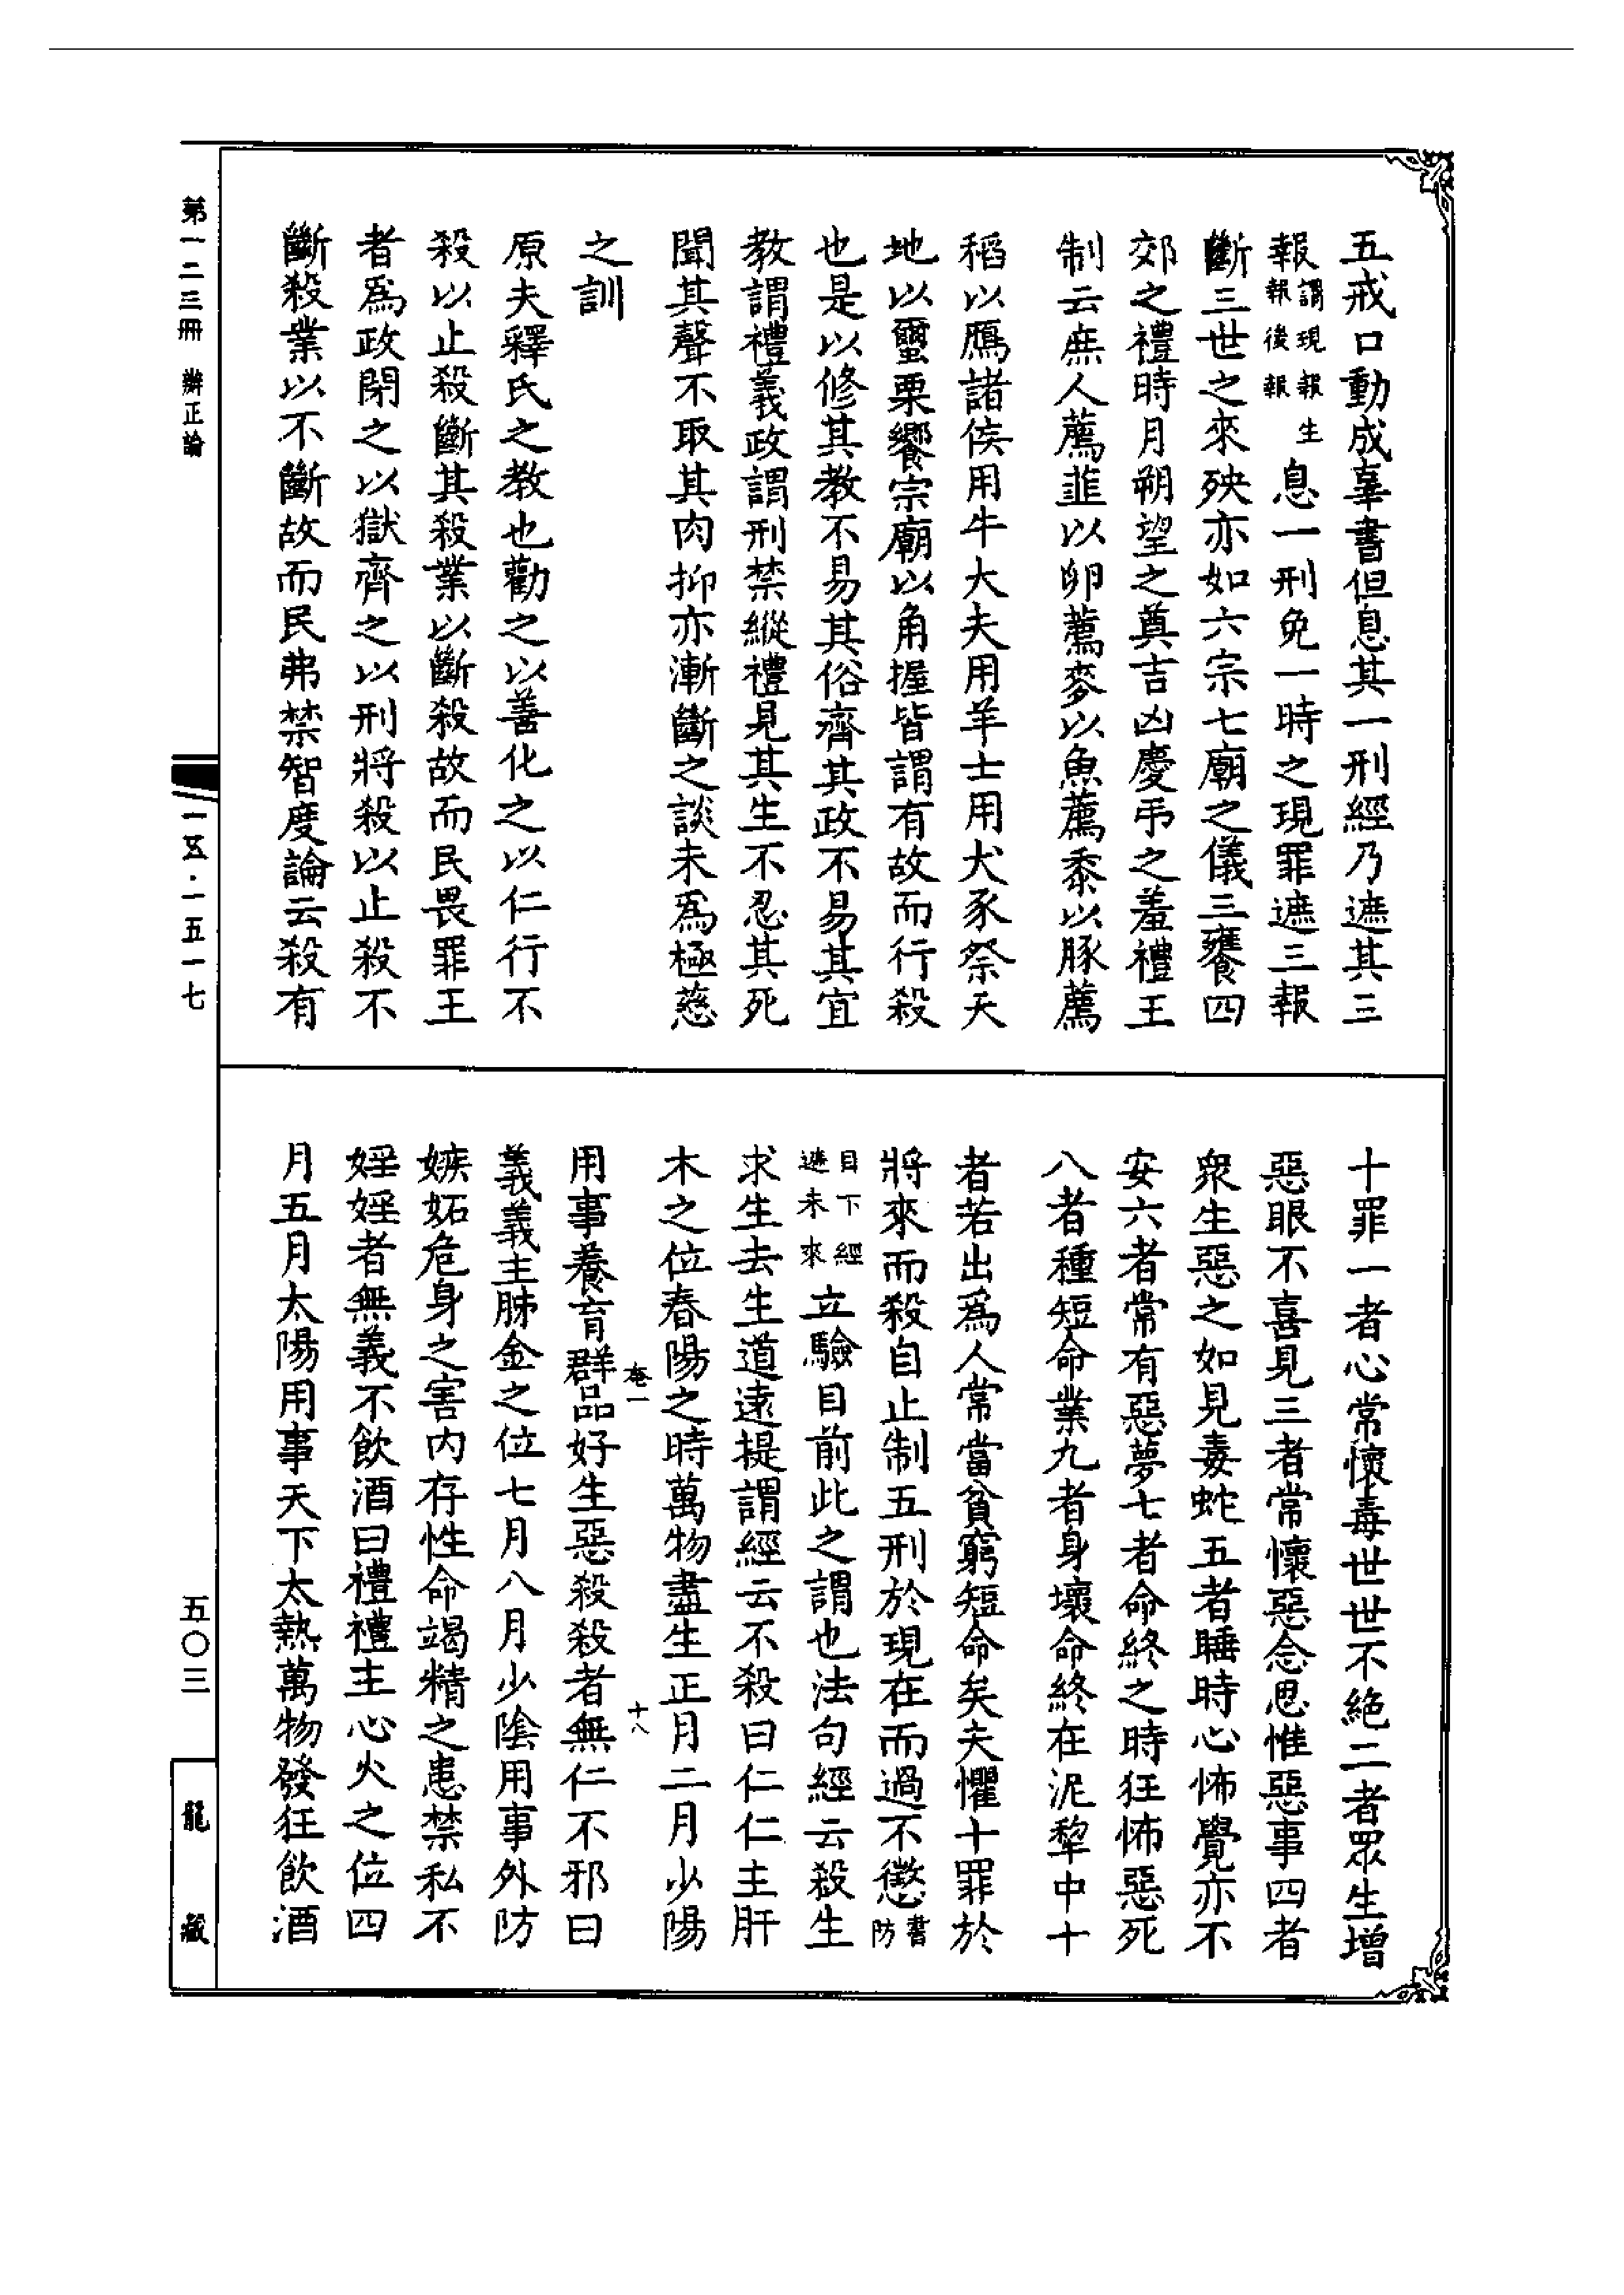 五戒口動成辜書但息其一刑經乃遮其三
報謂現報生報後報息一刑免一時之現罪遮三報
斷三世之來殃亦如六宗七廟之儀三饔四
郊之禮時月朔望之奠吉凶慶弔之羞禮王
制云庶人薦韮以卵薦麥以魚薦黍以豚薦
稻以鴈諸侯用牛大夫用羊士用犬豕祭天
地以璽栗饗宗廟以角握皆謂有故而行殺
也是以修其教不易其俗齊其政不易其宜
教謂禮義政謂刑禁縱禮見其生不忍其死
聞其聲不取其肉抑亦漸斷之談未爲極慈
之訓
原夫釋氏之教也勸之以善化之以仁行不
殺以止殺斷其殺業以斷殺故而民畏罪王
者爲政閉之以獄齊之以刑將殺以止殺不
斷殺業以不斷故而民弗禁智度論云殺有
十罪一者心常懷毒世世不絶二者眾生增
惡眼不喜見三者常懷惡念思惟惡事四者
衆生惡之如見毒蛇五者睡時心怖覺亦不
安六者常有惡夢七者命終之時狂怖惡死
八者種短命業九者身壞命終在泥犂中十
者若出爲人常當貧窮短命矣夫懼十罪於
將來而殺自止制五刑於現在而過不懲書防
目下經遮未來立驗目前此之謂也法句經云殺生
求生去生道遠提謂經云不殺曰仁仁主肝
木之位春陽之時萬物盡生正月二月少陽
用事養育群品好生惡殺殺者無仁不邪曰
卷一 十八
義義主肺金之位七月八月少陰用事外防
嫉妬危身之害内存性命竭精之患禁私不
婬婬者無義不飲酒曰禮禮主心火之位四
月五月太陽用事天下太熱萬物發狂飲酒
第一二三冊 辯正論
一五·一五一七
五〇三
龍藏